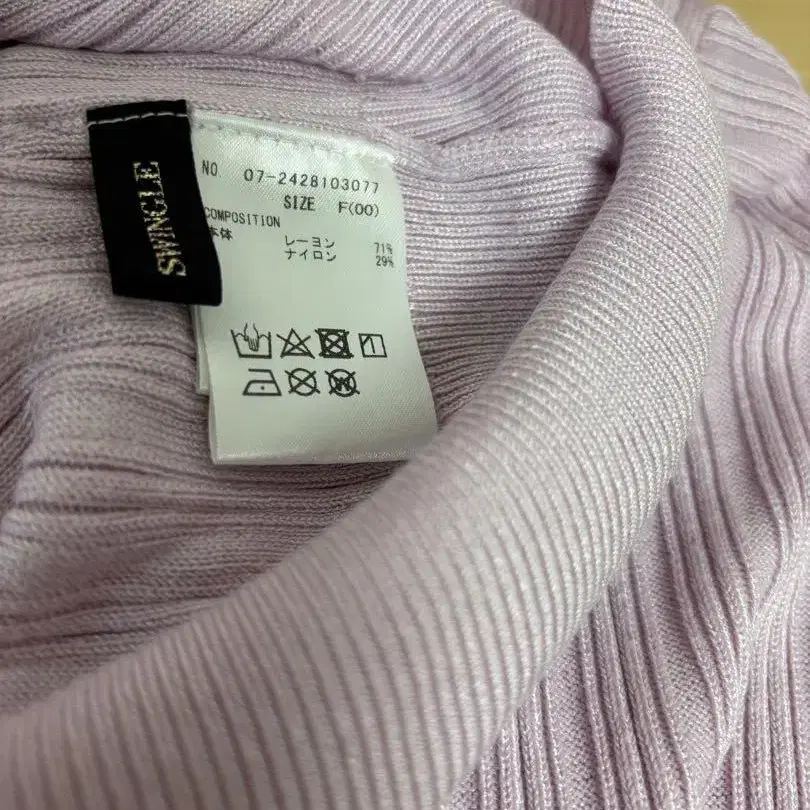 SWINGLE
NO. 07-2428103077
SIZE F(00)
COMPOSITION
本体 レーヨン 71%
ナイロン 29%